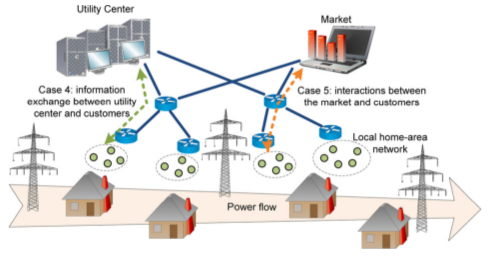 Utility Center
Market
Case 4: information
exchange between utility
center and customers
Case 5: interactions between
the market and customers
Local home-area
network
Power flow